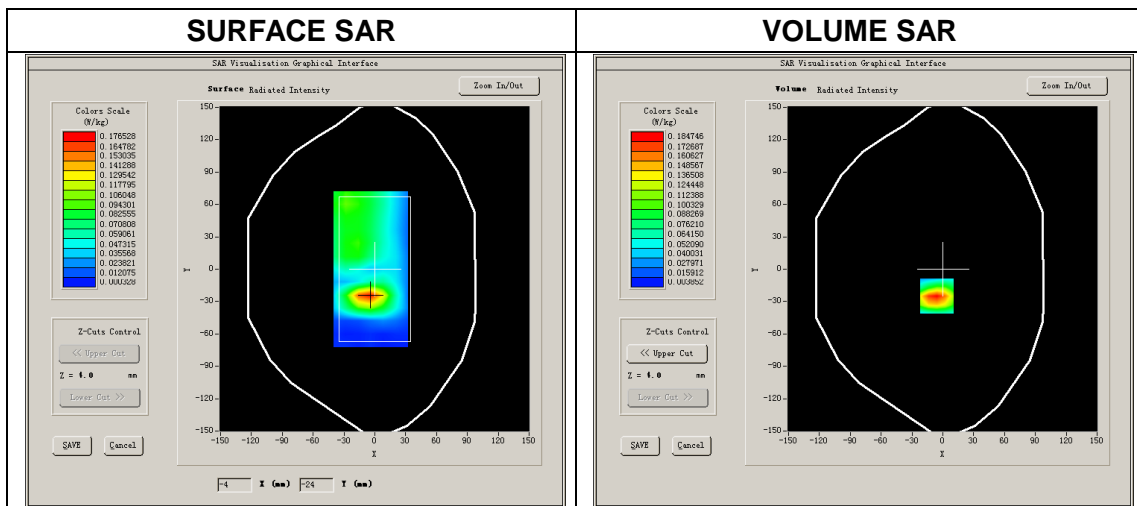 SURFACE SAR
VOLUME SAR
SAR Visualisation Graphical Interface
Surface Radiated Intensity
Zoom In/Out
Colors Scale
(W/kg)
0.176528
0.164782
0.153035
0.141288
0.129542
0.117795
0.106048
0.094301
0.082555
0.070808
0.059061
0.047315
0.035568
0.023821
0.012075
0.000328
150
120
90
60
30
0
-30
-60
-90
-120
-150
Y
-150 -120 -90 -60 -30 0 30 60 90 120 150
X
Z-Cuts Control
<< Upper Cut
Z = 4.0 mm
Lower Cut >>
SAVE Cancel
-4 X (mm) -24 Y (mm)
SAR Visualisation Graphical Interface
Volume Radiated Intensity
Zoom In/Out
Colors Scale
(W/kg)
0.184746
0.172687
0.160627
0.148567
0.136508
0.124448
0.112388
0.100329
0.088269
0.076210
0.064150
0.052090
0.040031
0.027971
0.015912
0.003852
150
120
90
60
30
0
-30
-60
-90
-120
-150
Y
-150 -120 -90 -60 -30 0 30 60 90 120 150
X
Z-Cuts Control
<< Upper Cut
Z = 4.0 mm
Lower Cut >>
SAVE Cancel